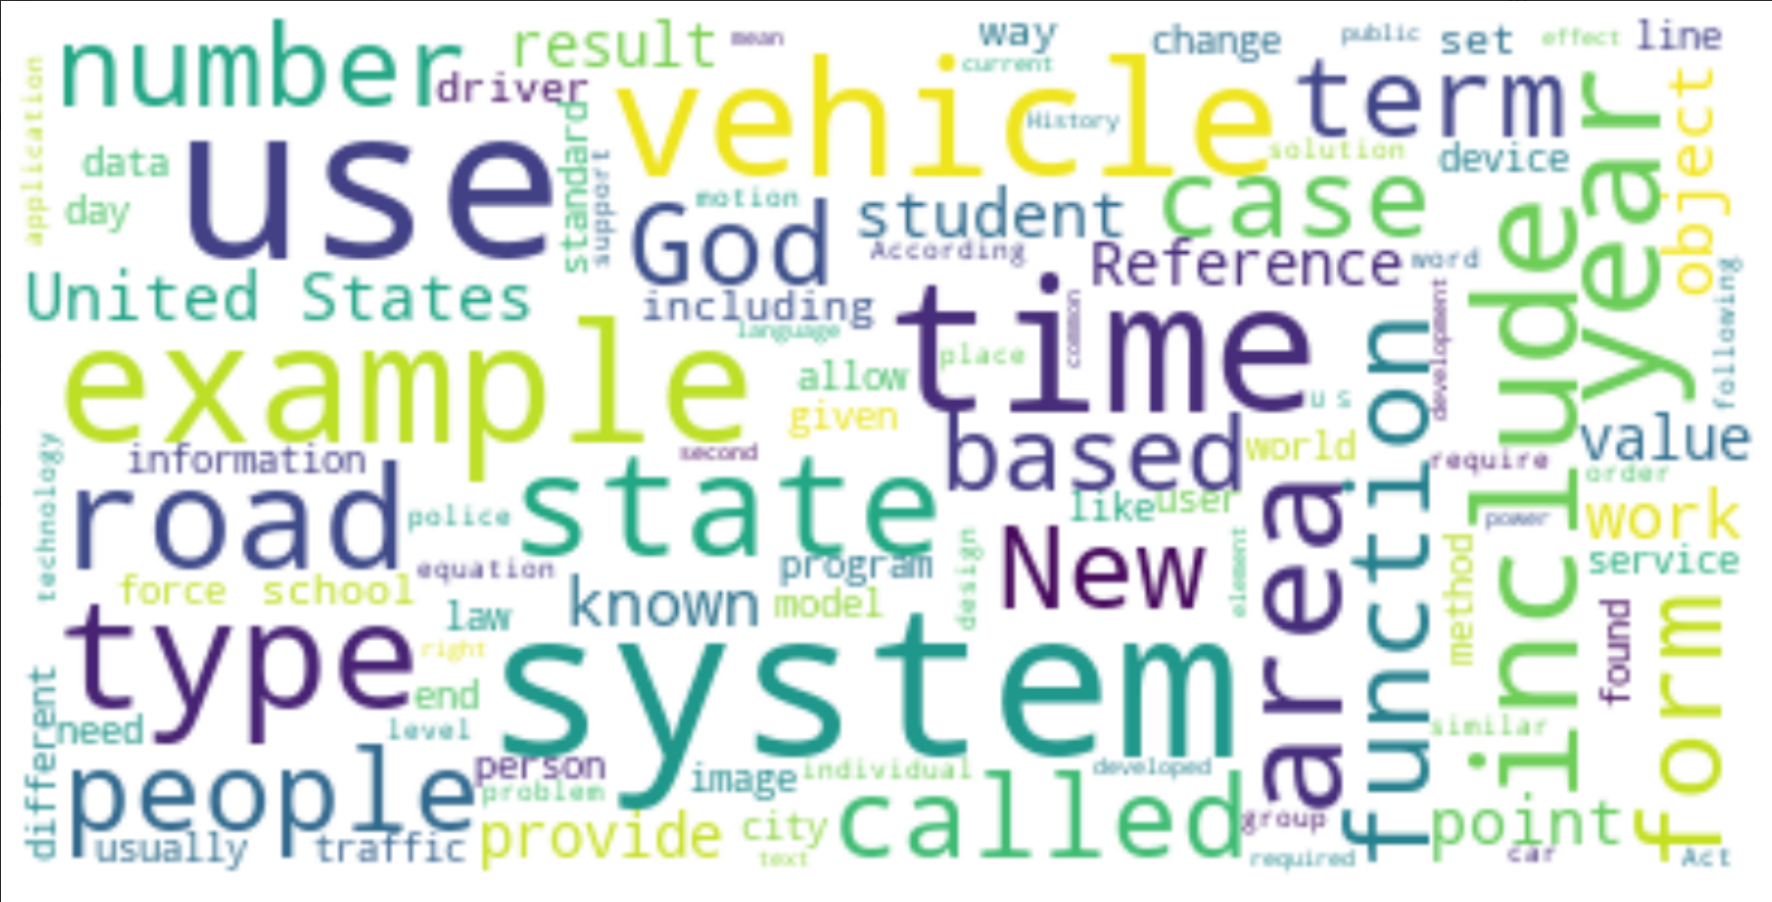 number
result
mean
way
change
public
set
effect
line
driver
vehicle
current
term
year
object
application
use
standard
History
solution
device
data
support
motion
student
case
day
God
According
Reference
word
United States
including
language
time
common
development
include
following
example
allow
place
us
function
given
based
world
value
information
second
require
order
technology
road
police
state
like
user
area
power
work
equation
program
design
New
element
method
service
force
school
known
model
law
found
form
type
right
system
end
different
need
level
similar
people
person
image
individual
developed
problem
called
usually
traffic
provide
city
text
group
required
point
car
Act